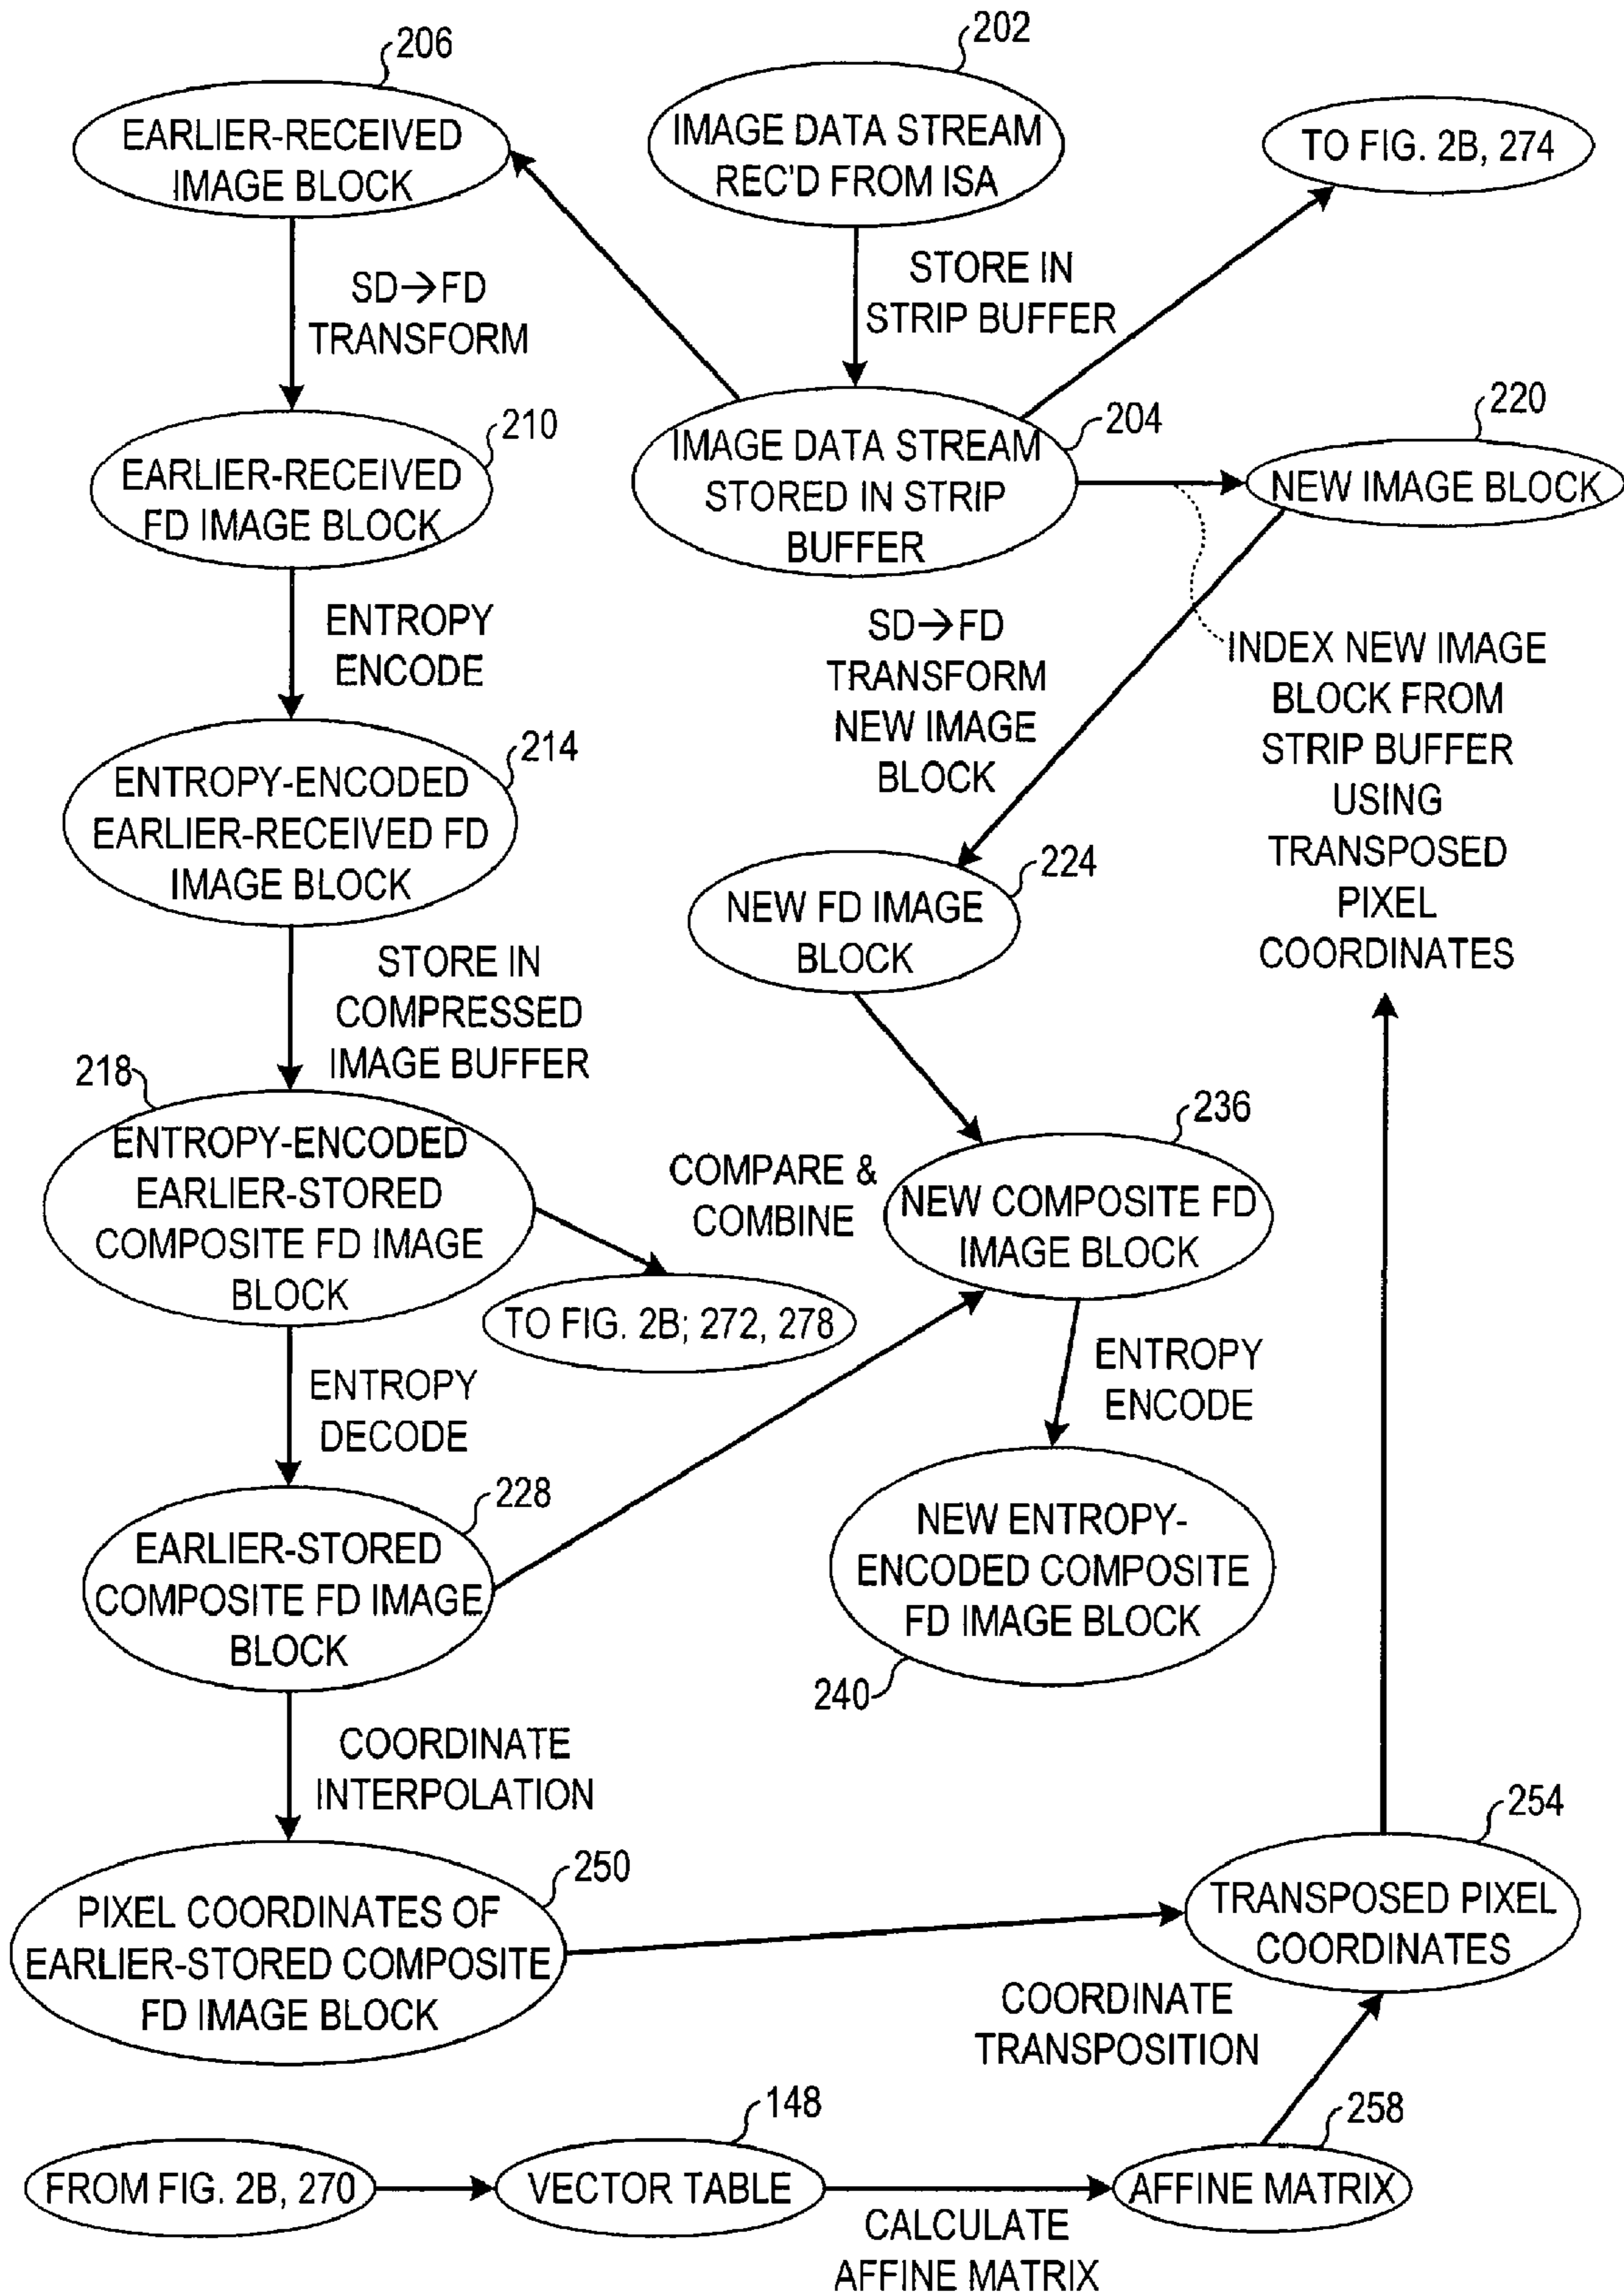 206
202
EARLIER-RECEIVED
IMAGE BLOCK
IMAGE DATA STREAM
REC'D FROM ISA
TO FIG. 2B, 274
SD→FD
TRANSFORM
STORE IN
STRIP BUFFER
210
204
220
EARLIER-RECEIVED
FD IMAGE BLOCK
IMAGE DATA STREAM
STORED IN STRIP
BUFFER
NEW IMAGE BLOCK
ENTROPY
ENCODE
SD→FD
TRANSFORM
NEW IMAGE
BLOCK
INDEX NEW IMAGE
BLOCK FROM
STRIP BUFFER
USING
TRANSPOSED
PIXEL
COORDINATES
214
ENTROPY-ENCODED
EARLIER-RECEIVED FD
IMAGE BLOCK
224
NEW FD IMAGE
BLOCK
STORE IN
COMPRESSED
IMAGE BUFFER
218
ENTROPY-ENCODED
EARLIER-STORED
COMPOSITE FD IMAGE
BLOCK
COMPARE &
COMBINE
236
NEW COMPOSITE FD
IMAGE BLOCK
TO FIG. 2B; 272, 278
ENTROPY
DECODE
ENTROPY
ENCODE
228
EARLIER-STORED
COMPOSITE FD IMAGE
BLOCK
NEW ENTROPY-
ENCODED COMPOSITE
FD IMAGE BLOCK
240
COORDINATE
INTERPOLATION
250
PIXEL COORDINATES OF
EARLIER-STORED COMPOSITE
FD IMAGE BLOCK
254
TRANSPOSED PIXEL
COORDINATES
COORDINATE
TRANSPOSITION
148
258
FROM FIG. 2B, 270
VECTOR TABLE
AFFINE MATRIX
CALCULATE
AFFINE MATRIX